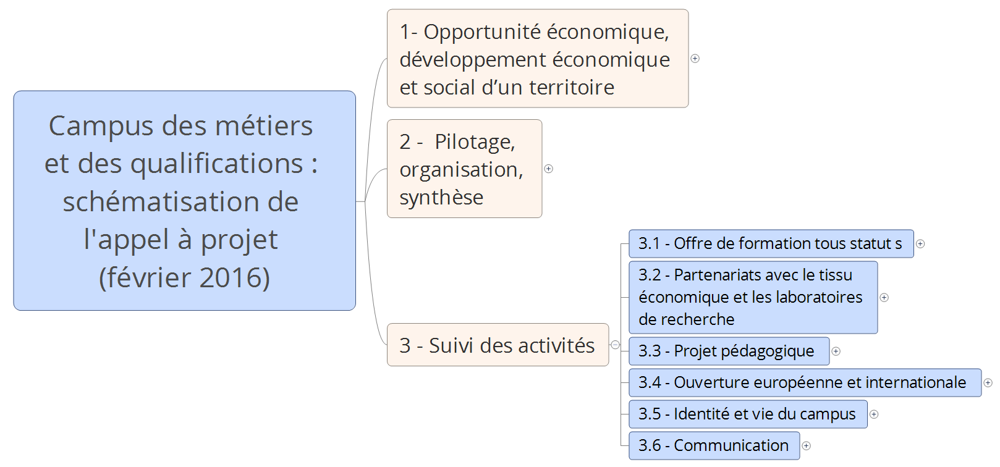 Campus des métiers
et des qualifications :
schématisation de
l'appel à projet
(février 2016)
1- Opportunité économique,
développement économique
et social d’un territoire
2 -  Pilotage,
organisation,
synthèse
3 - Suivi des activités
3.1 - Offre de formation tous statut s
3.2 - Partenariats avec le tissu
économique et les laboratoires
de recherche
3.3 - Projet pédagogique
3.4 - Ouverture européenne et internationale
3.5 - Identité et vie du campus
3.6 - Communication